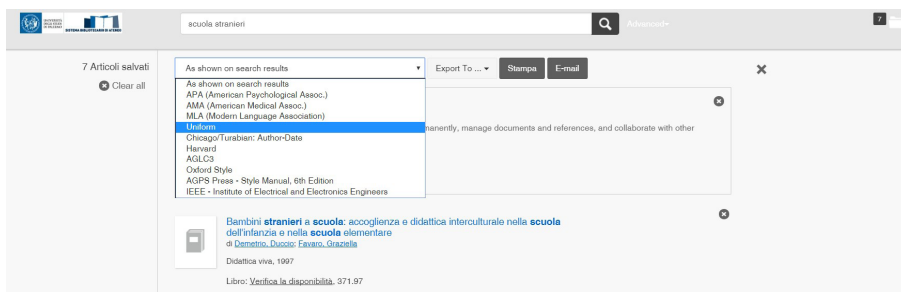 SISTEMA BIBLIOTECARIO DI ATENEO
scuola stranieri
Advanced
7
7 Articoli salvati
Clear all
As shown on search results
Export To ...
Stampa
E-mail
As shown on search results
APA (American Psychological Assoc.)
AMA (American Medical Assoc.)
MLA (Modern Language Association)
Uniform
Chicago/Turabian: Author-Date
Harvard
AGLC3
Oxford Style
AGPS Press - Style Manual, 6th Edition
IEEE - Institute of Electrical and Electronics Engineers
manently, manage documents and references, and collaborate with other
Bambini stranieri a scuola: accoglienza e didattica interculturale nella scuola
dell'infanzia e nella scuola elementare
di Demetrio, Duccio; Favaro, Graziella
Didattica viva, 1997
Libro: Verifica la disponibilità, 371.97